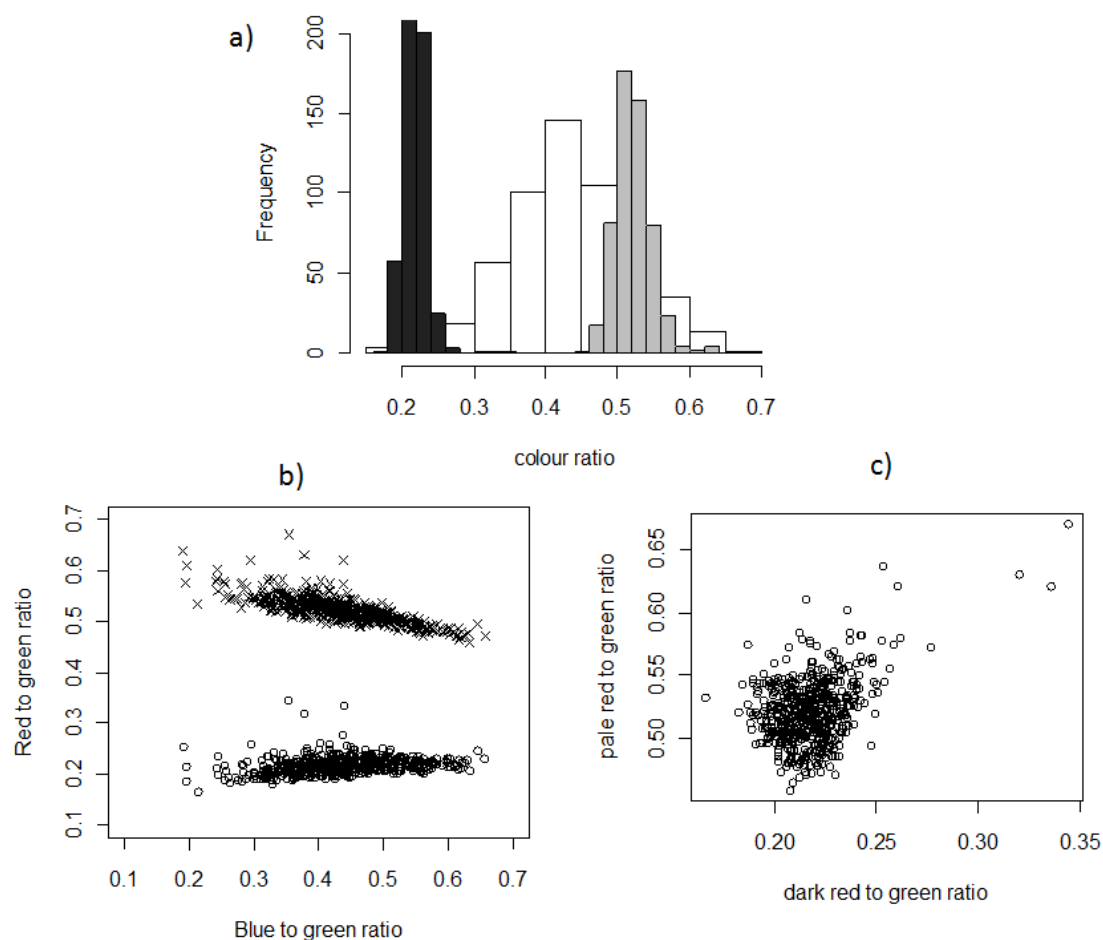 a)
Frequency
0 50 100 150 200
0.2 0.3 0.4 0.5 0.6 0.7
colour ratio
b)
Red to green ratio
0.1 0.2 0.3 0.4 0.5 0.6 0.7
0.1 0.2 0.3 0.4 0.5 0.6 0.7
Blue to green ratio
c)
pale red to green ratio
0.50 0.55 0.60 0.65
0.20 0.25 0.30 0.35
dark red to green ratio